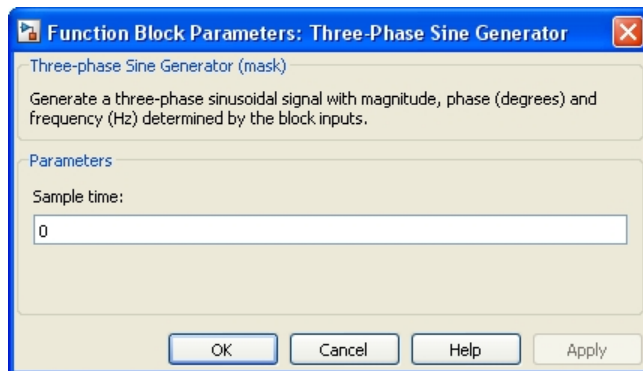 Function Block Parameters: Three-Phase Sine Generator
Three-phase Sine Generator (mask)
Generate a three-phase sinusoidal signal with magnitude, phase (degrees) and
frequency (Hz) determined by the block inputs.
Parameters
Sample time:
0
OK Cancel Help Apply